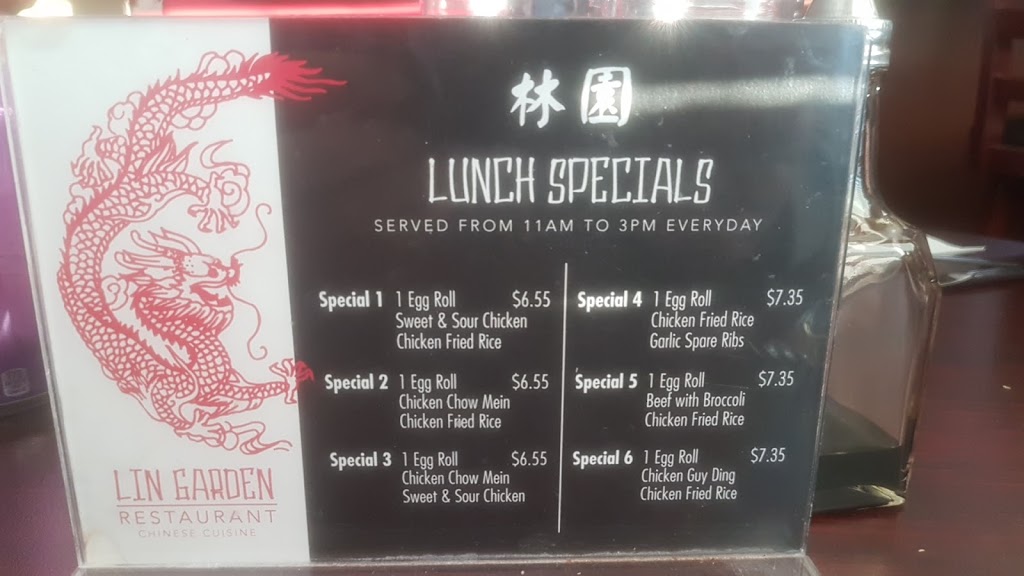 林園
LUNCH SPECIALS
SERVED FROM 11AM TO 3PM EVERYDAY
Special 1 1 Egg Roll $6.55
Sweet & Sour Chicken
Chicken Fried Rice
Special 2 1 Egg Roll $6.55
Chicken Chow Mein
Chicken Fried Rice
Special 3 1 Egg Roll $6.55
Chicken Chow Mein
Sweet & Sour Chicken
Special 4 1 Egg Roll $7.35
Chicken Fried Rice
Garlic Spare Ribs
Special 5 1 Egg Roll $7.35
Beef with Broccoli
Chicken Fried Rice
Special 6 1 Egg Roll $7.35
Chicken Guy Ding
Chicken Fried Rice
LIN GARDEN
RESTAURANT
CHINESE CUISINE